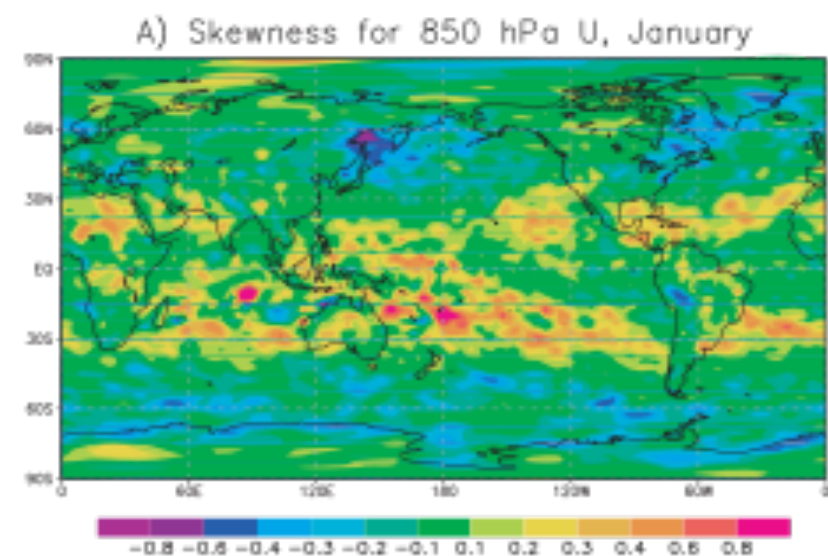 A) Skewness for 850 hPa U, January
90N
60N
30N
EQ
30S
60S
90S
0 60E 120E 180 120W 60W 0
-0.8 -0.6 -0.4 -0.3 -0.2 -0.1 0.1 0.2 0.3 0.4 0.6 0.8